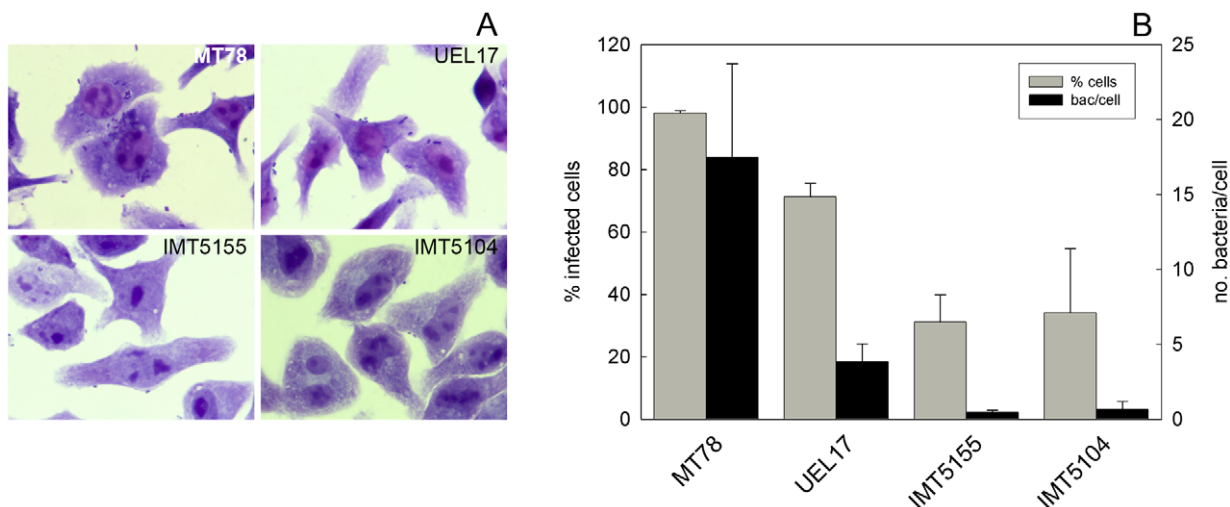 A
MT78
UEL17
IMT5155
IMT5104
B
% cells
bac/cell
% infected cells
120
100
80
60
40
20
0
no. bacteria/cell
25
20
15
10
5
0
MT78
UEL17
IMT5155
IMT5104